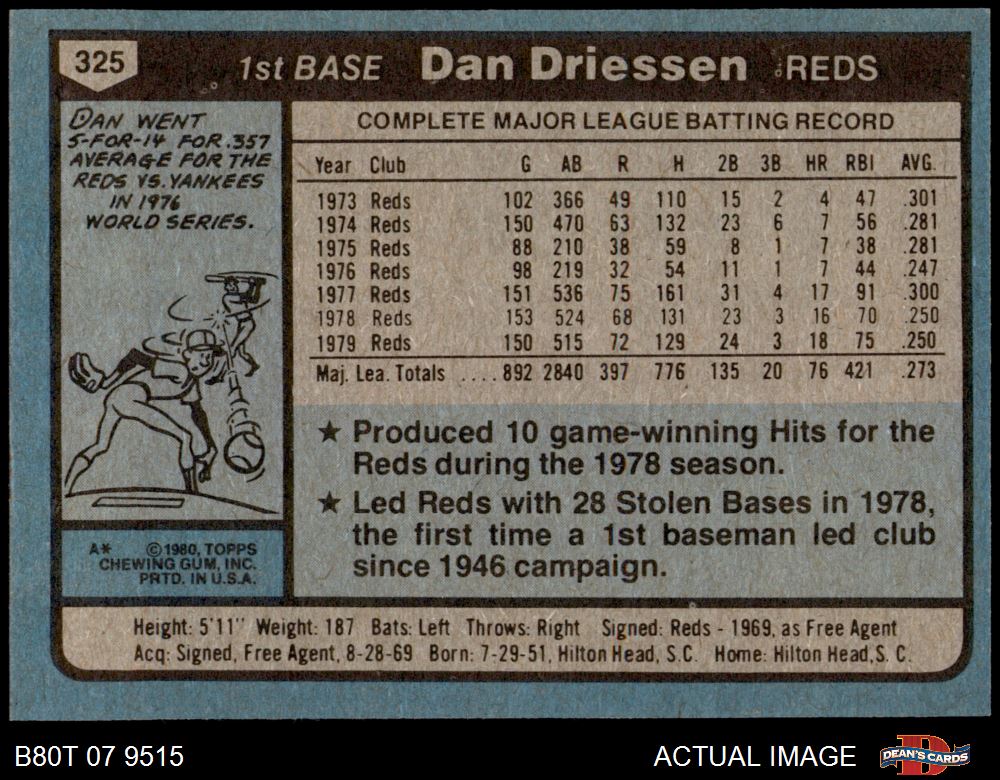 325
1st BASE Dan Driessen REDS
DAN WENT
5-FOR-14 FOR .357
AVERAGE FOR THE
REDS VS. YANKEES
IN 1976
WORLD SERIES.
COMPLETE MAJOR LEAGUE BATTING RECORD
Year Club G AB R H 2B 3B HR RBI AVG.
1973 Reds 102 366 49 110 15 2 4 47 .301
1974 Reds 150 470 63 132 23 6 7 56 .281
1975 Reds 88 210 38 59 8 1 7 38 .281
1976 Reds 98 219 32 54 11 1 7 44 .247
1977 Reds 151 536 75 161 31 4 17 91 .300
1978 Reds 153 524 68 131 23 3 16 70 .250
1979 Reds 150 515 72 129 24 3 18 75 .250
Maj. Lea. Totals ....892 2840 397 776 135 20 76 421 .273
★ Produced 10 game-winning Hits for the
Reds during the 1978 season.
★ Led Reds with 28 Stolen Bases in 1978,
the first time a 1st baseman led club
since 1946 campaign.
A* ©1980, TOPPS
CHEWING GUM, INC.
PRTD. IN U.S.A.
Height: 5'11" Weight: 187 Bats: Left Throws: Right Signed: Reds - 1969, as Free Agent
Acq: Signed, Free Agent, 8-28-69 Born: 7-29-51, Hilton Head, S.C. Home: Hilton Head, S. C.
B80T 07 9515 ACTUAL IMAGE DEAN'S CARDS